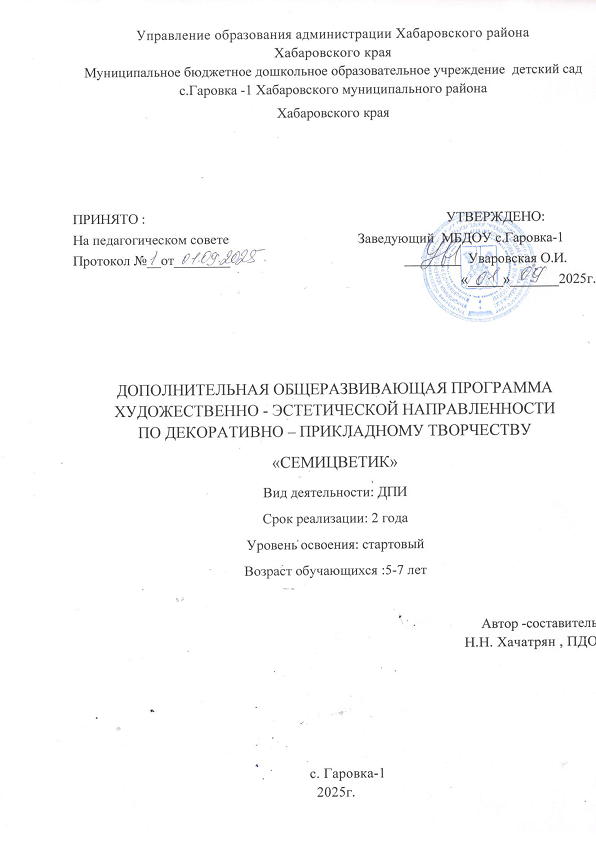 Управление образования администрации Хабаровского района
Хабаровского края
Муниципальное бюджетное дошкольное образовательное учреждение детский сад
с.Гаровка -1 Хабаровского муниципального района
Хабаровского края
ПРИНЯТО :
УТВЕРЖДЕНО:
На педагогическом совете
Заведующий МБДОУ с.Гаровка-1
Протокол № 1 от 01.09.2025
Уваровская О.И.
« 01 » 09 2025г.
ДОПОЛНИТЕЛЬНАЯ ОБЩЕРАЗВИВАЮЩАЯ ПРОГРАММА
ХУДОЖЕСТВЕННО - ЭСТЕТИЧЕСКОЙ НАПРАВЛЕННОСТИ
ПО ДЕКОРАТИВНО – ПРИКЛАДНОМУ ТВОРЧЕСТВУ
«СЕМИЦВЕТИК»
Вид деятельности: ДПИ
Срок реализации: 2 года
Уровень освоения: стартовый
Возраст обучающихся :5-7 лет
Автор -составитель
Н.Н. Хачатрян , ПДО
с. Гаровка-1
2025г.